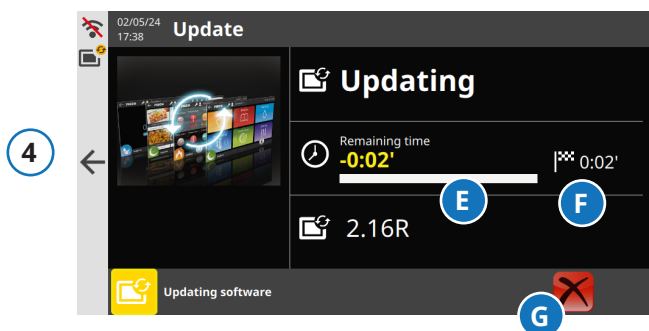 02/05/24
17:38
Update
Updating
4
Remaining time
-0:02'
0:02'
E
F
2.16R
Updating software
G